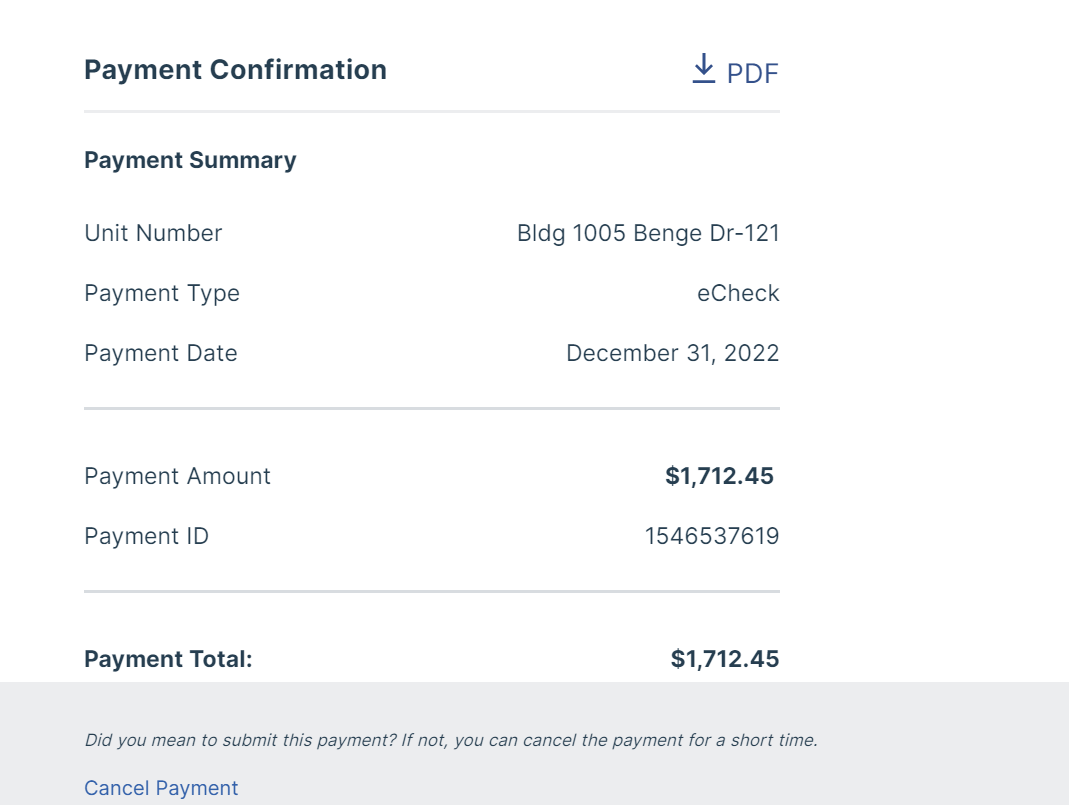 Payment Confirmation
PDF
Payment Summary
Unit Number Bldg 1005 Benge Dr-121
Payment Type eCheck
Payment Date December 31, 2022
Payment Amount $1,712.45
Payment ID 1546537619
Payment Total: $1,712.45
Did you mean to submit this payment? If not, you can cancel the payment for a short time.
Cancel Payment